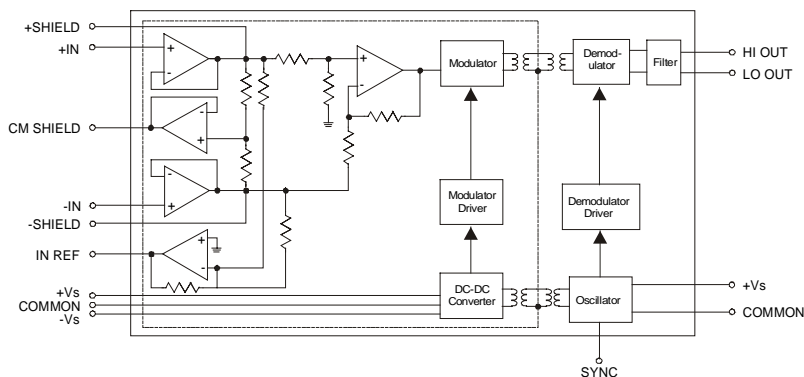 +SHIELD
+IN
CM SHIELD
-IN
-SHIELD
IN REF
+Vs
COMMON
-Vs
+
-
-
+
-
+
+
-
+
-
Modulator
Demod-
ulator
Filter
HI OUT
LO OUT
Modulator
Driver
Demodulator
Driver
DC-DC
Converter
Oscillator
+Vs
COMMON
SYNC